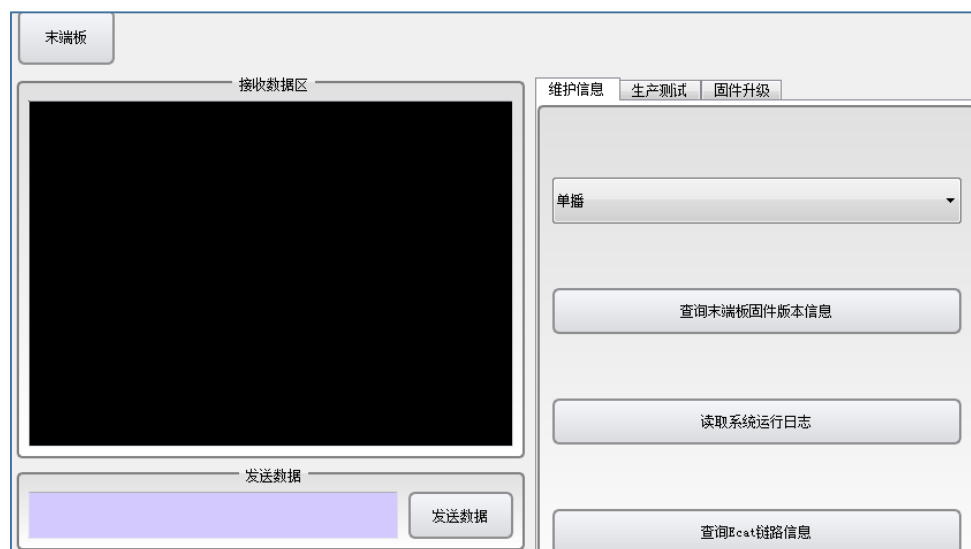 末端板
接收数据区
发送数据
发送数据
维护信息 生产测试 固件升级
单播
查询末端板固件版本信息
读取系统运行日志
查询Ecat链路信息